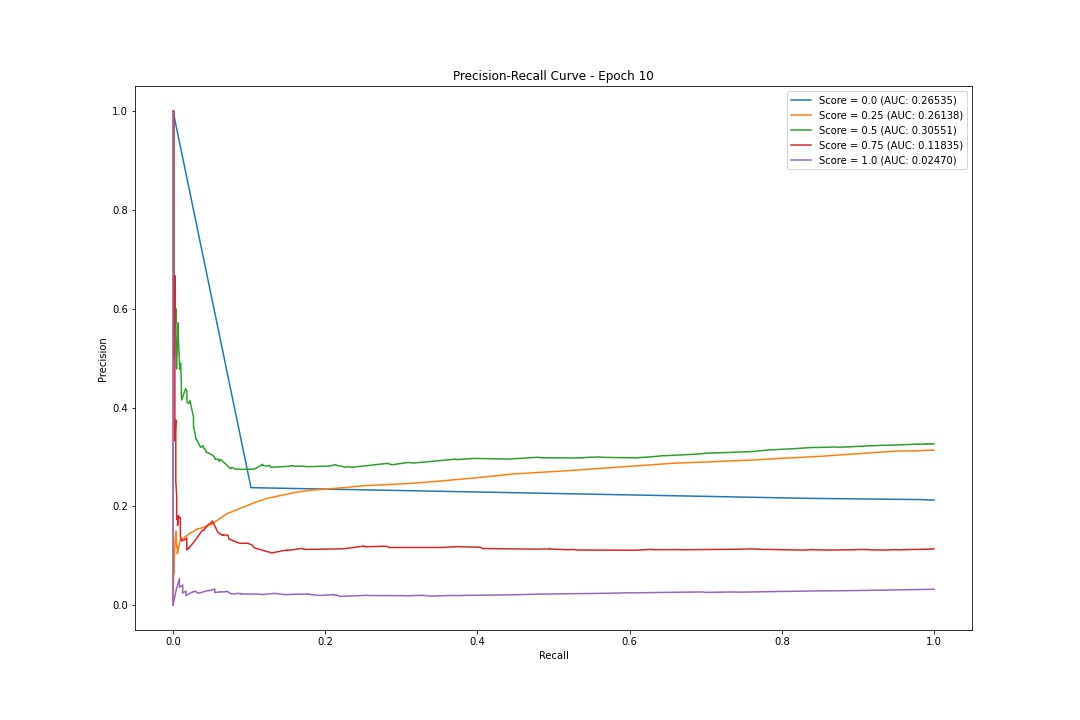 Precision-Recall Curve - Epoch 10
Score = 0.0 (AUC: 0.26535)
Score = 0.25 (AUC: 0.26138)
Score = 0.5 (AUC: 0.30551)
Score = 0.75 (AUC: 0.11835)
Score = 1.0 (AUC: 0.02470)
Precision
1.0
0.8
0.6
0.4
0.2
0.0
0.0 0.2 0.4 0.6 0.8 1.0
Recall